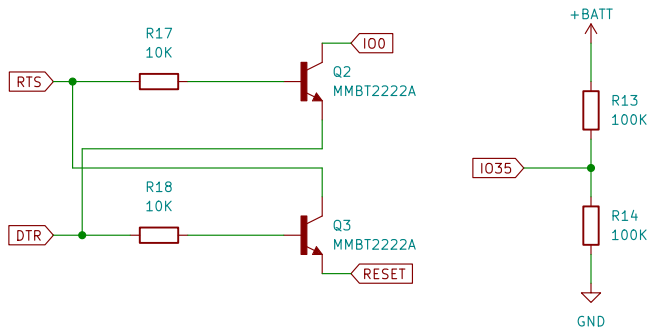 +BATT
R17
10K
IO0
RTS
Q2
MMBT2222A
R13
100K
IO35
R18
10K
DTR
Q3
MMBT2222A
R14
100K
RESET
GND